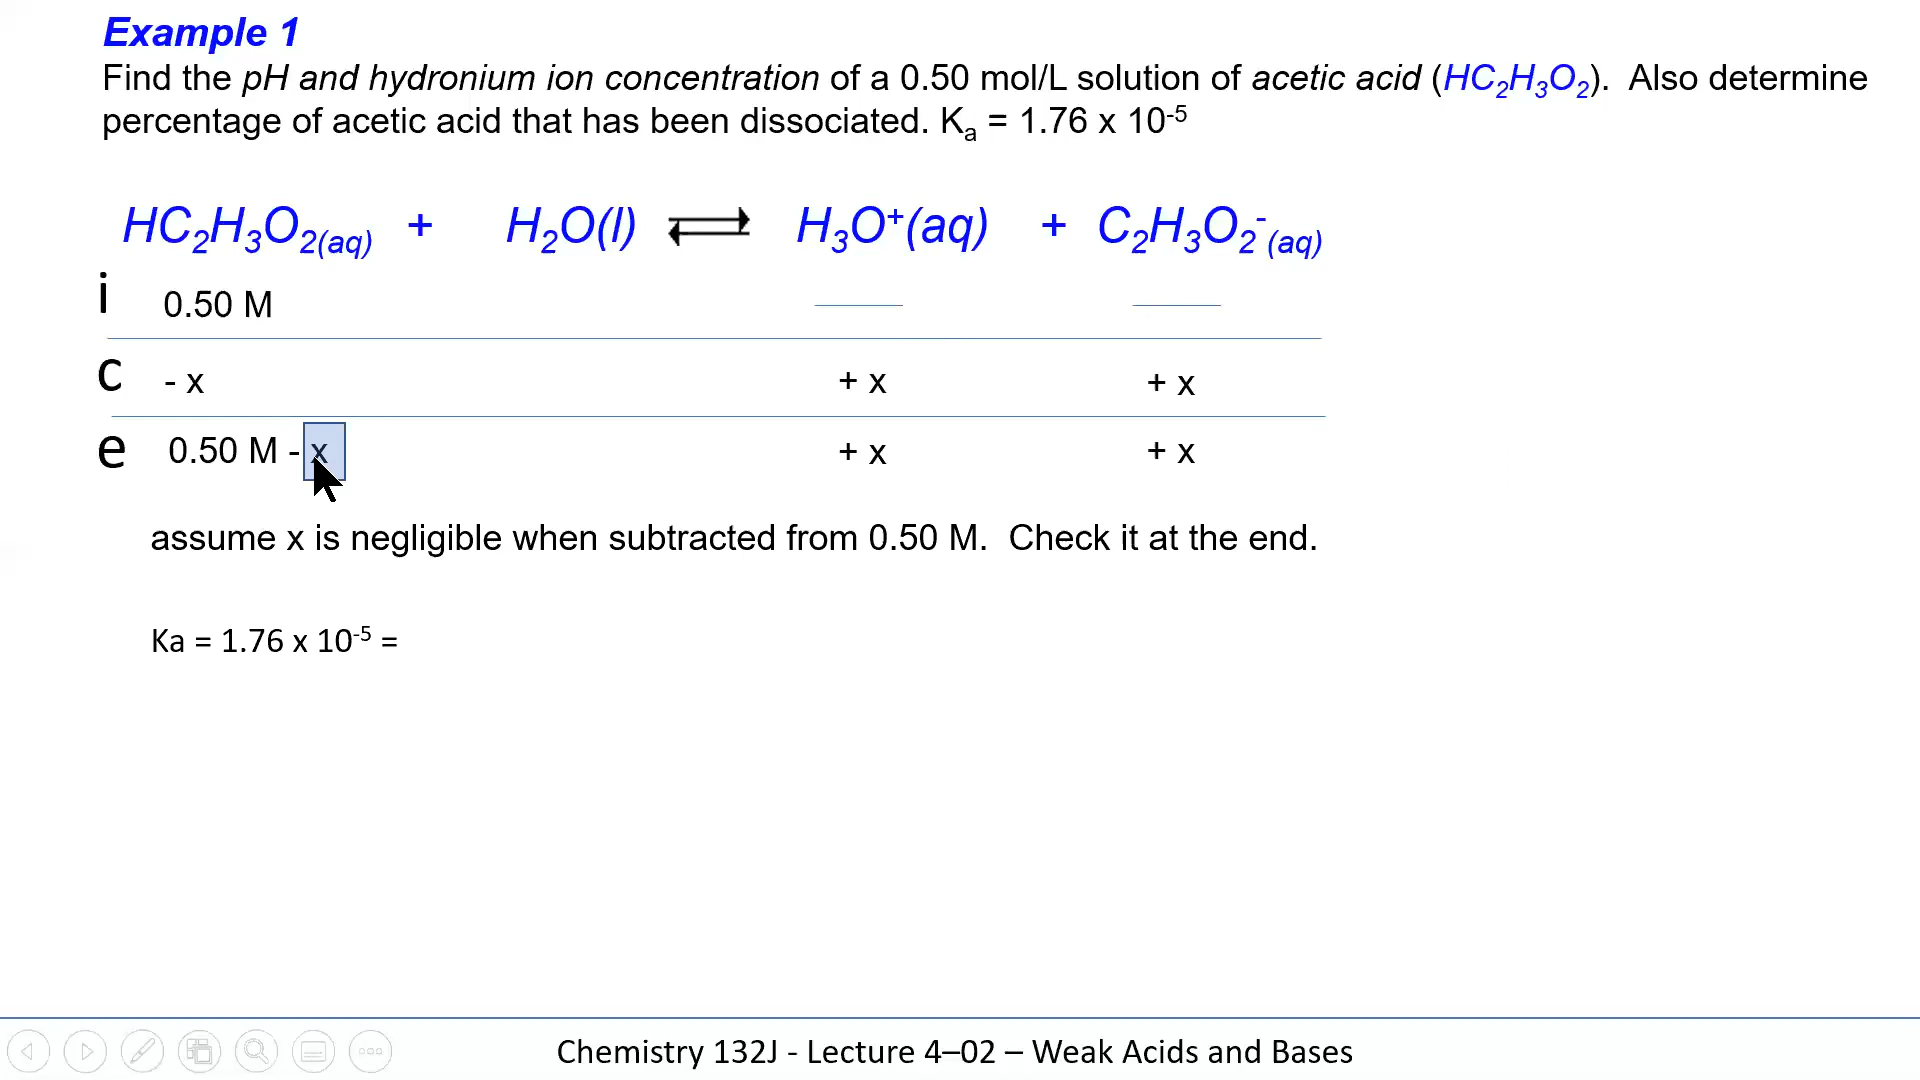 Example 1
Find the pH and hydronium ion concentration of a 0.50 mol/L solution of acetic acid (HC₂H₃O₂).  Also determine
percentage of acetic acid that has been dissociated. Kₐ = 1.76 x 10⁻⁵
HC₂H₃O₂₍aq₎ + H₂O(l) ⇌ H₃O⁺(aq) + C₂H₃O₂⁻₍aq₎
i 0.50 M
c - x + x + x
e 0.50 M - x + x + x
assume x is negligible when subtracted from 0.50 M.  Check it at the end.
Ka = 1.76 x 10⁻⁵ =
Chemistry 132J - Lecture 4–02 – Weak Acids and Bases